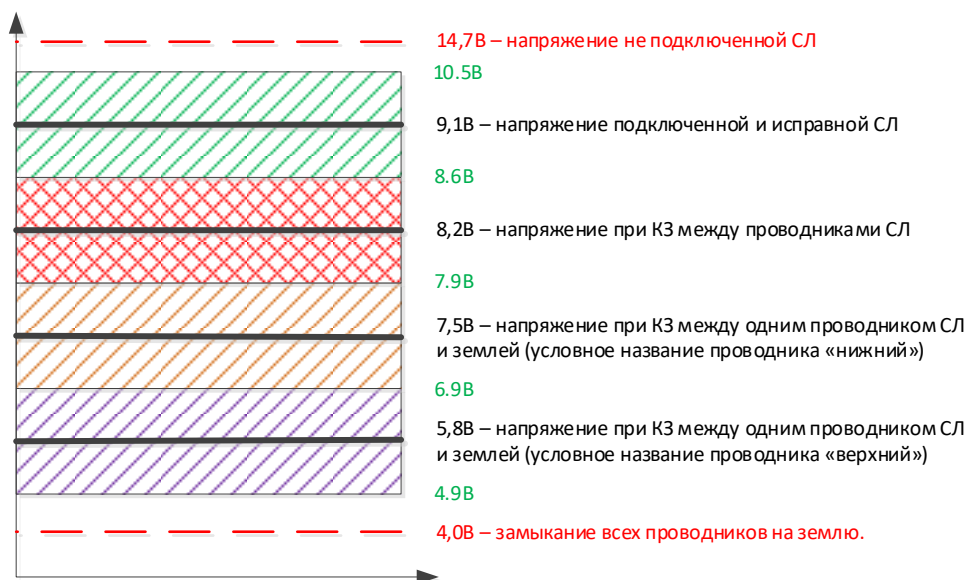 14,7В – напряжение не подключенной СЛ
10.5В
9,1В – напряжение подключенной и исправной СЛ
8.6В
8,2В – напряжение при КЗ между проводниками СЛ
7.9В
7,5В – напряжение при КЗ между одним проводником СЛ
и землей (условное название проводника «нижний»)
6.9В
5,8В – напряжение при КЗ между одним проводником СЛ
и землей (условное название проводника «верхний»)
4.9В
4,0В – замыкание всех проводников на землю.